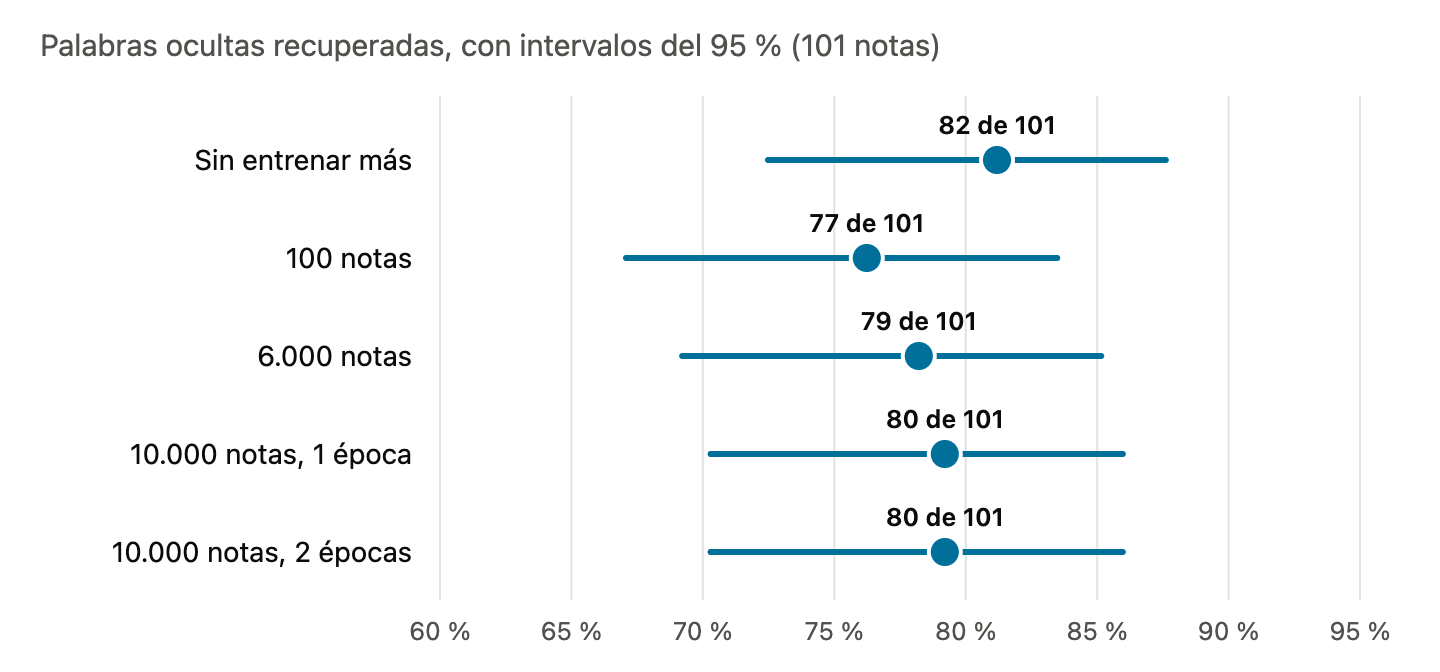 Palabras ocultas recuperadas, con intervalos del 95 % (101 notas)
82 de 101
Sin entrenar más
77 de 101
100 notas
79 de 101
6.000 notas
80 de 101
10.000 notas, 1 época
80 de 101
10.000 notas, 2 épocas
60 % 65 % 70 % 75 % 80 % 85 % 90 % 95 %